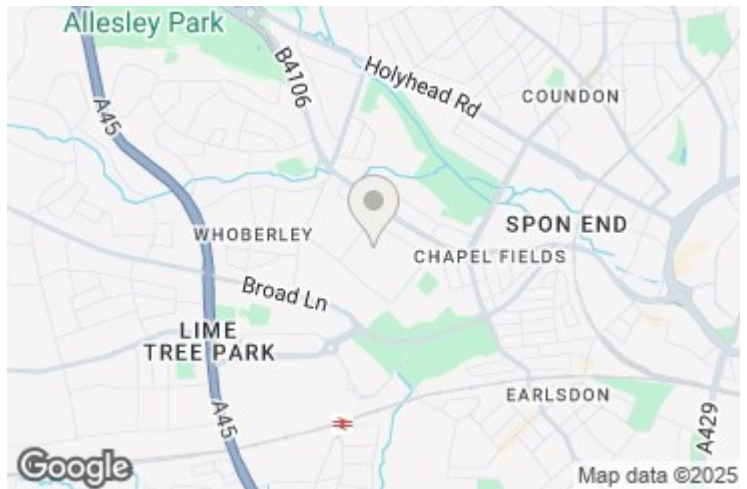 Allesley Park
B4106
Holyhead Rd
COUNDON
A45
SPON END
WHOBERLEY
CHAPEL FIELDS
Broad Ln
LIME
TREE PARK
EARLSDON
A45
A429
Google
Map data ©2025